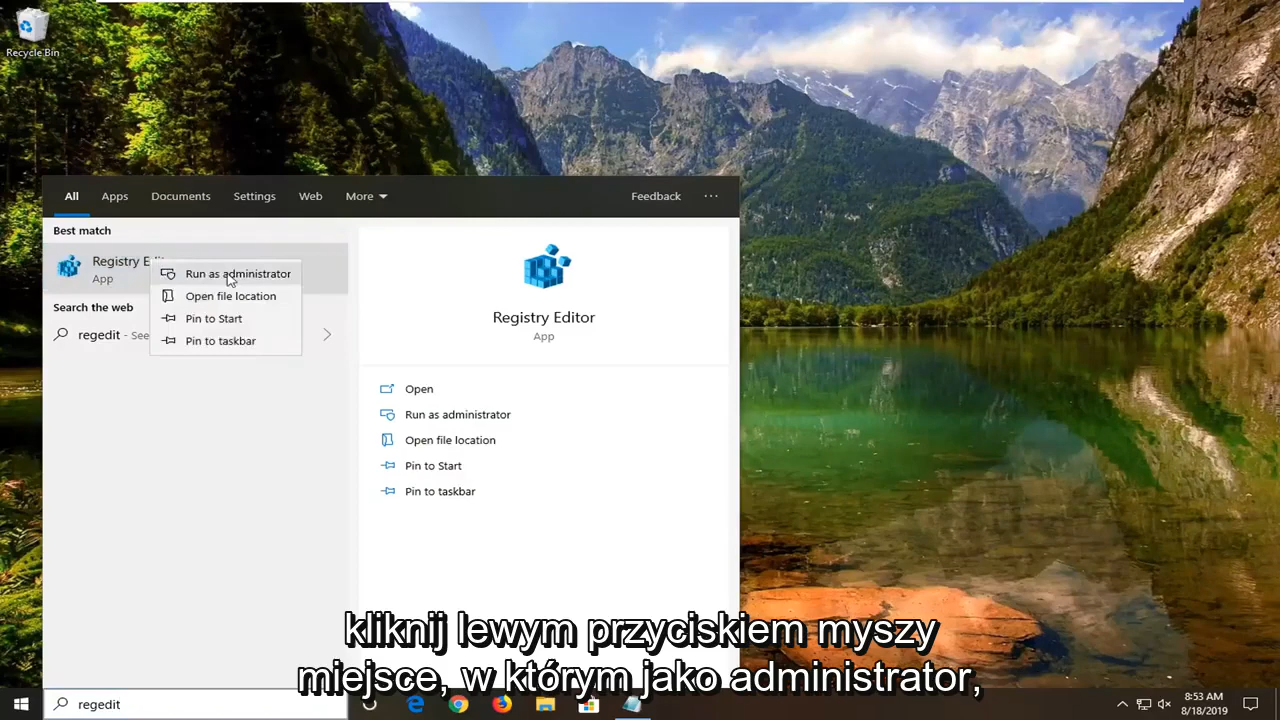 Recycle Bin
All Apps Documents Settings Web More Feedback ...
Best match
Registry
App
Run as administrator
Open file location
Pin to Start
Pin to taskbar
Search the web
regedit - See
Registry Editor
App
Open
Run as administrator
Open file location
Pin to Start
Pin to taskbar
kliknij lewym przyciskiem myszy
miejsce, w którym jako administrator,
regedit
8:53 AM
8/18/2019